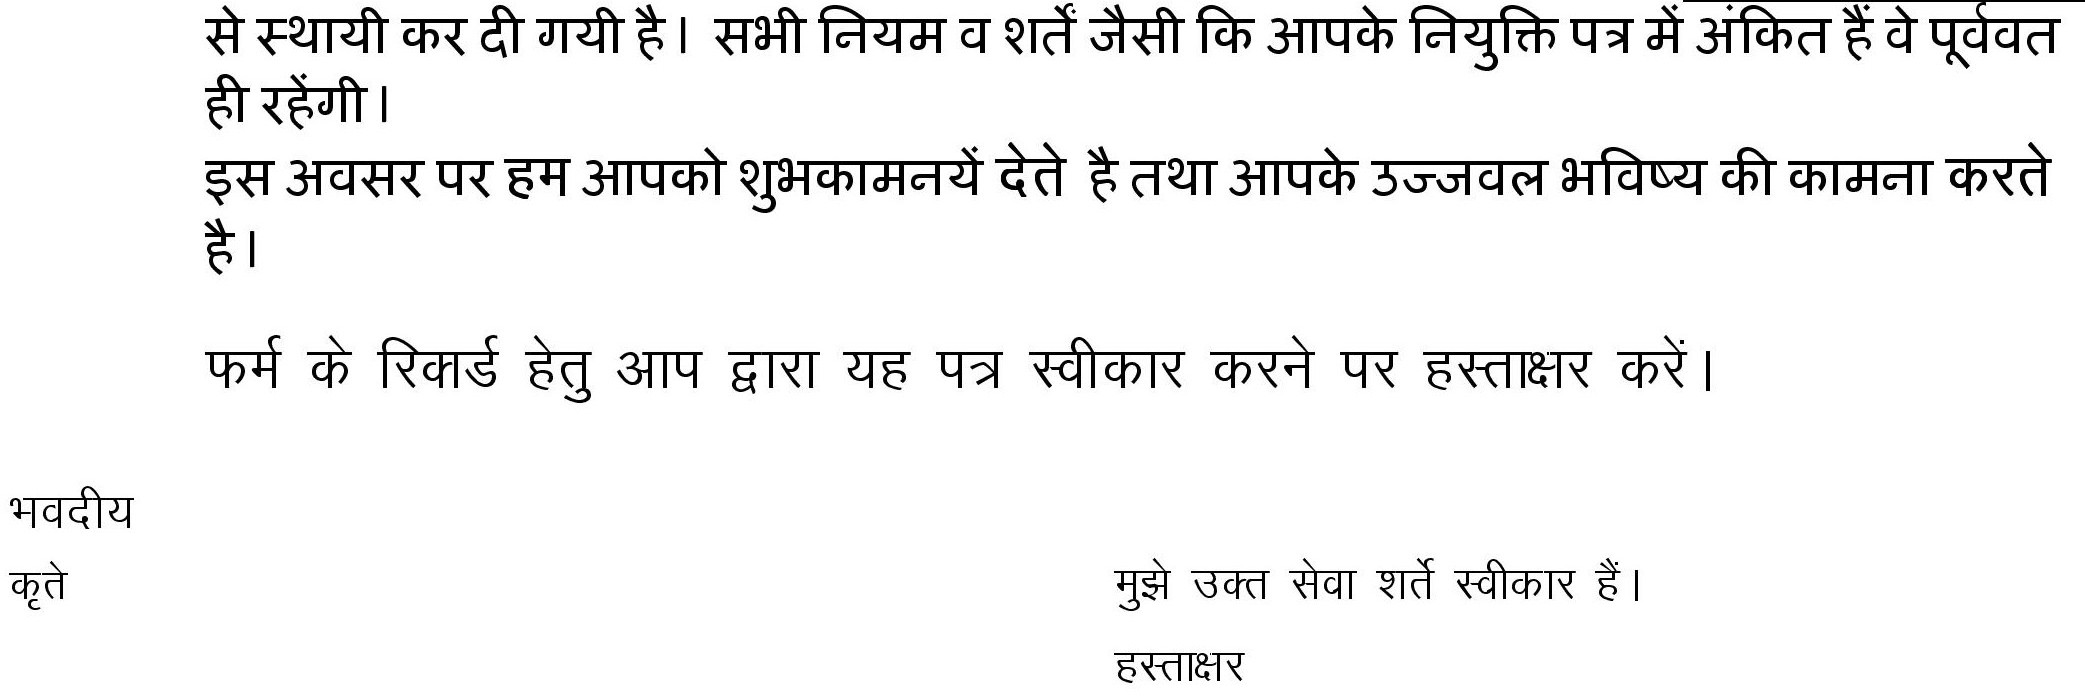 से स्थायी कर दी गयी है। सभी नियम व शर्तें जैसी कि आपके नियुक्ति पत्र में अंकित हैं वे पूर्ववत
ही रहेंगी।
इस अवसर पर हम आपको शुभकामनयें देते है तथा आपके उज्जवल भविष्य की कामना करते
है।
फर्म के रिकार्ड हेतु आप द्वारा यह पत्र स्वीकार करने पर हस्ताक्षर करें।
भवदीय
कृते
मुझे उक्त सेवा शर्ते स्वीकार हैं।
हस्ताक्षर